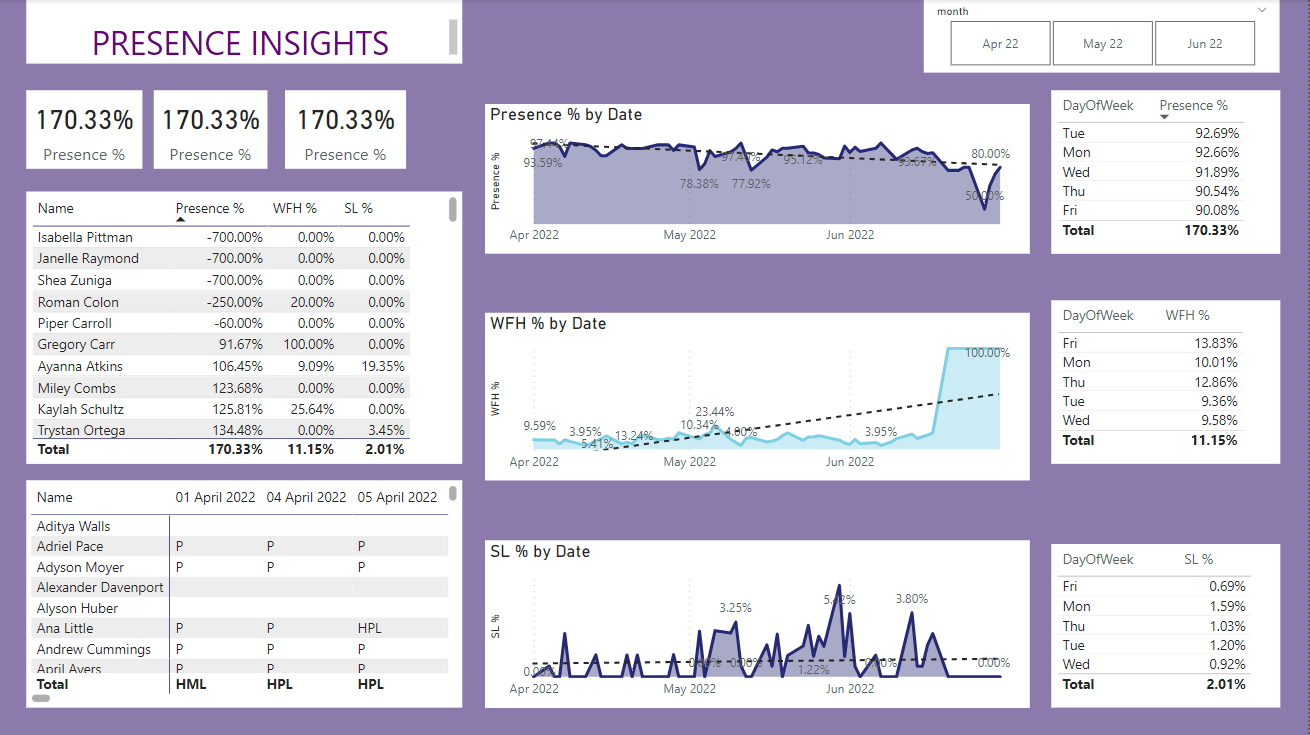 PRESENCE INSIGHTS
month
Apr 22 May 22 Jun 22
170.33% 170.33% 170.33%
Presence % Presence % Presence %
Name Presence % WFH % SL %
Isabella Pittman -700.00% 0.00% 0.00%
Janelle Raymond -700.00% 0.00% 0.00%
Shea Zuniga -700.00% 0.00% 0.00%
Roman Colon -250.00% 20.00% 0.00%
Piper Carroll -60.00% 0.00% 0.00%
Gregory Carr 91.67% 100.00% 0.00%
Ayanna Atkins 106.45% 9.09% 19.35%
Miley Combs 123.68% 0.00% 0.00%
Kaylah Schultz 125.81% 25.64% 0.00%
Trystan Ortega 134.48% 0.00% 3.45%
Total 170.33% 11.15% 2.01%
Name 01 April 2022 04 April 2022 05 April 2022
Aditya Walls
Adriel Pace P P P
Adyson Moyer P P P
Alexander Davenport
Alyson Huber
Ana Little P P HPL
Andrew Cummings P P P
April Avers P P P
Total HML HPL HPL
Presence % by Date
Presence %
97.44%
93.59%
78.38%
97.40%
77.92%
95.12%
93.67%
80.00%
50.00%
Apr 2022 May 2022 Jun 2022
WFH % by Date
WFH %
9.59%
3.95%
5.41%
13.24%
10.34%
23.44%
4.00%
3.95%
100.00%
Apr 2022 May 2022 Jun 2022
SL % by Date
SL %
0.00%
0.00%
3.25%
0.00%
1.22%
5.42%
0.00%
3.80%
0.00%
Apr 2022 May 2022 Jun 2022
DayOfWeek Presence %
Tue 92.69%
Mon 92.66%
Wed 91.89%
Thu 90.54%
Fri 90.08%
Total 170.33%
DayOfWeek WFH %
Fri 13.83%
Mon 10.01%
Thu 12.86%
Tue 9.36%
Wed 9.58%
Total 11.15%
DayOfWeek SL %
Fri 0.69%
Mon 1.59%
Thu 1.03%
Tue 1.20%
Wed 0.92%
Total 2.01%